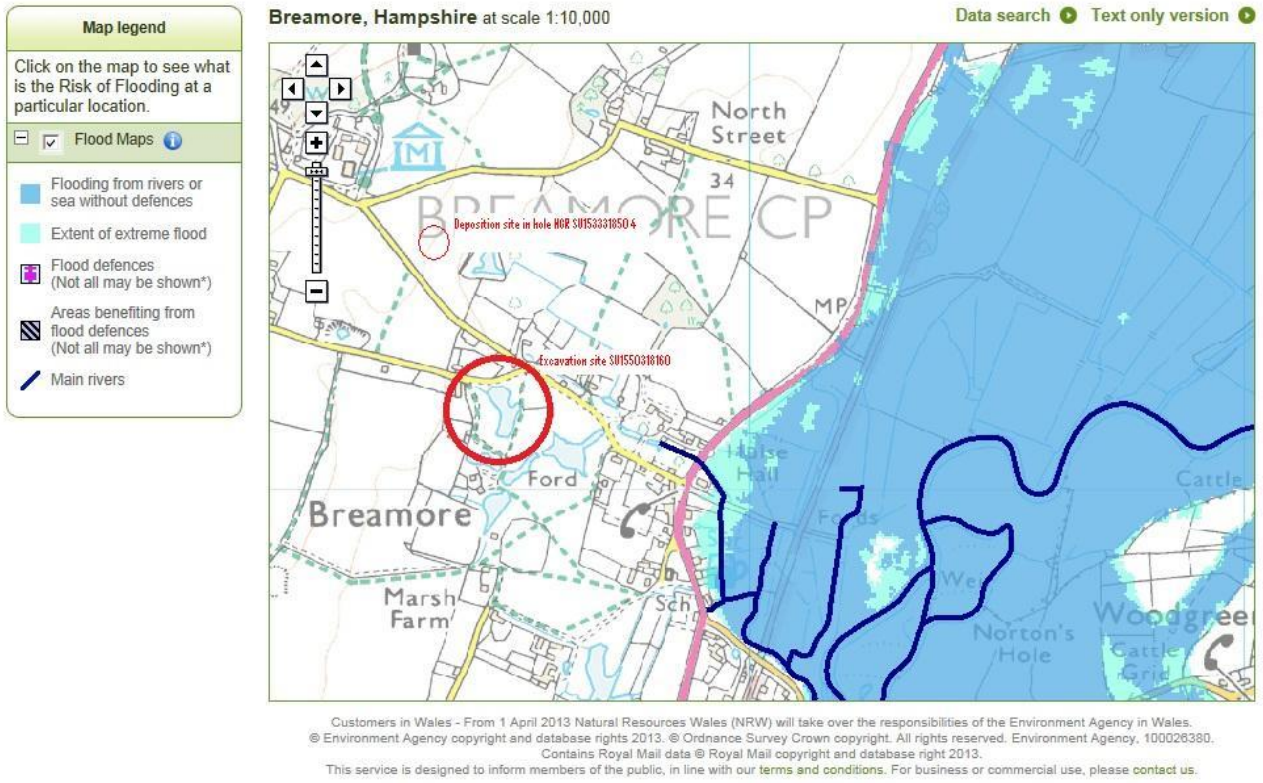 Map legend
Click on the map to see what
is the Risk of Flooding at a
particular location.
Flood Maps
Flooding from rivers or
sea without defences
Extent of extreme flood
Flood defences
(Not all may be shown*)
Areas benefiting from
flood defences
(Not all may be shown*)
Main rivers
Breamore, Hampshire at scale 1:10,000
Data search
Text only version
49
W
M
North
Street
34
BREAMORE CP
Deposition site in hole NGR SU1533318504
MP
Excavation site SU1550318160
Hulse
Hall
Ford
Cattle
Breamore
Fords
Weir
Marsh
Farm
Sch
Norton's
Hole
Woodgreen
Cattle
Grid
Customers in Wales - From 1 April 2013 Natural Resources Wales (NRW) will take over the responsibilities of the Environment Agency in Wales.
© Environment Agency copyright and database rights 2013. © Ordnance Survey Crown copyright. All rights reserved. Environment Agency, 100026380.
Contains Royal Mail data © Royal Mail copyright and database right 2013.
This service is designed to inform members of the public, in line with our terms and conditions. For business or commercial use, please contact us.